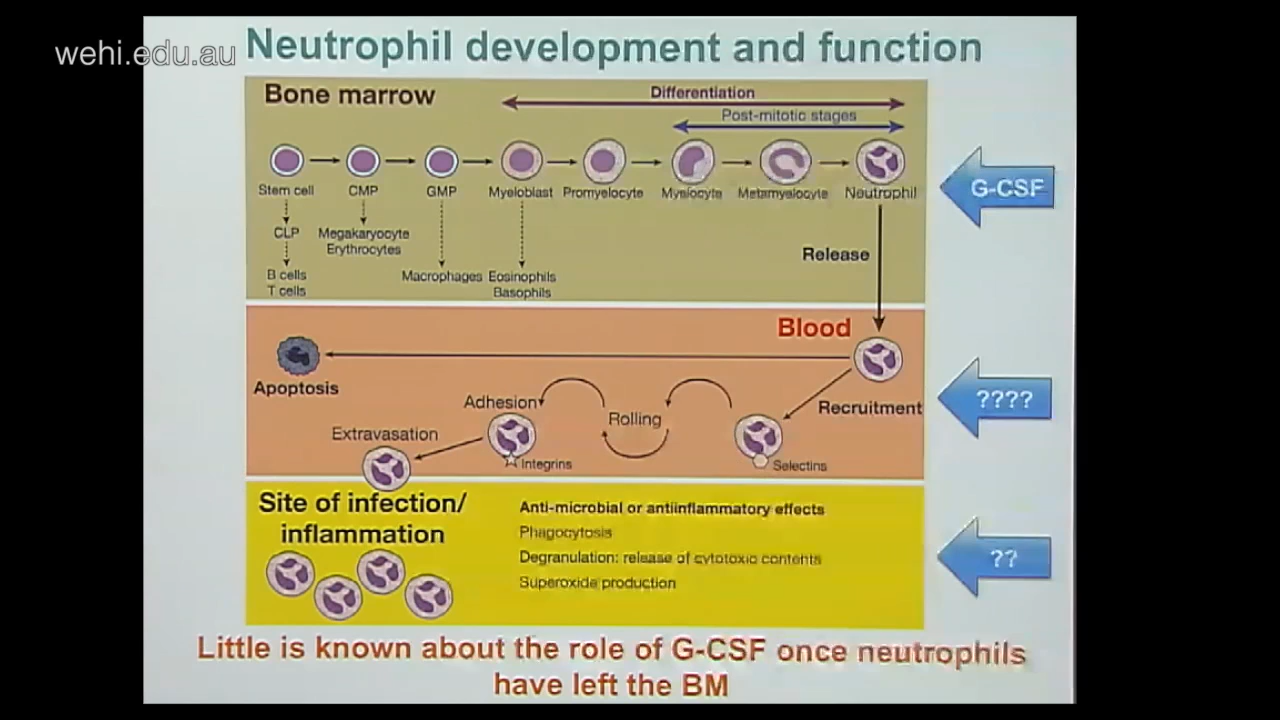 wehi.edu.au
Neutrophil development and function
Bone marrow
Differentiation
Post-mitotic stages
Stem cell
CMP
GMP
Myeloblast
Promyelocyte
Myelocyte
Metamyelocyte
Neutrophil
G-CSF
CLP
Megakaryocyte
Erythrocytes
B cells
T cells
Macrophages
Eosinophils
Basophils
Release
Blood
Apoptosis
Recruitment
????
Adhesion
Rolling
Extravasation
Integrins
Selectins
Site of infection/
inflammation
Anti-microbial or antiinflammatory effects
Phagocytosis
Degranulation: release of cytotoxic contents
Superoxide production
??
Little is known about the role of G-CSF once neutrophils
have left the BM